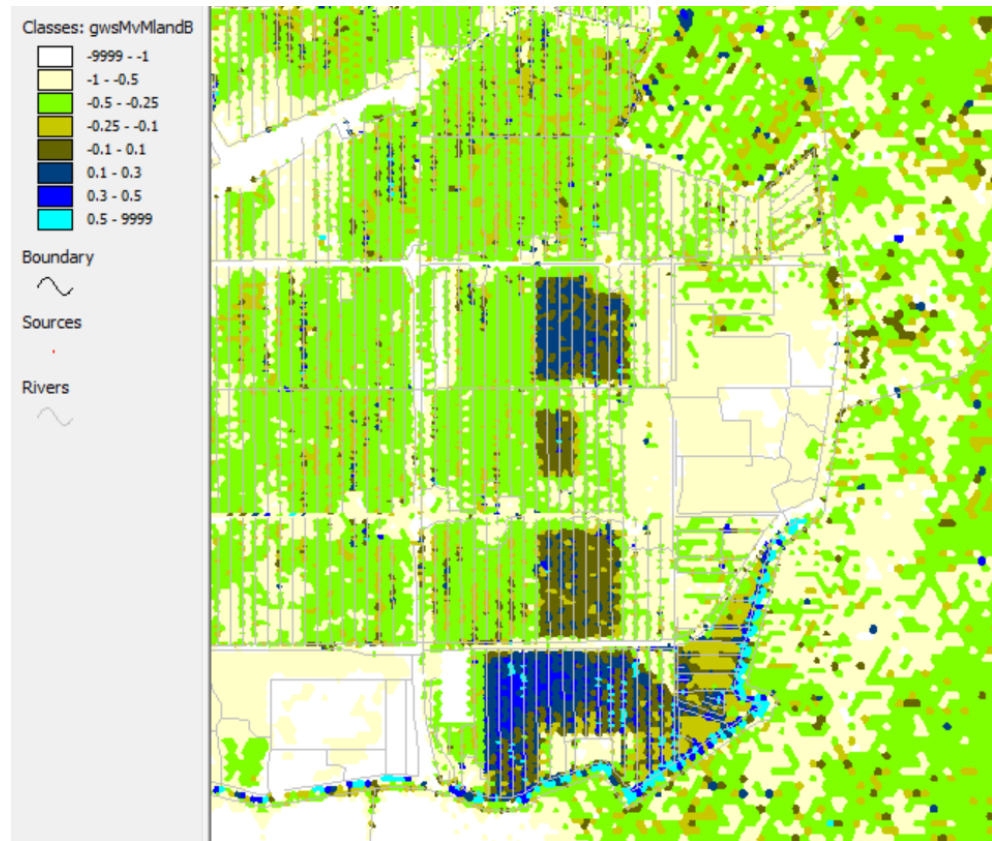 Classes: gwsMvMlandB
-9999 - -1
-1 - -0.5
-0.5 - -0.25
-0.25 - -0.1
-0.1 - 0.1
0.1 - 0.3
0.3 - 0.5
0.5 - 9999
Boundary
Sources
Rivers